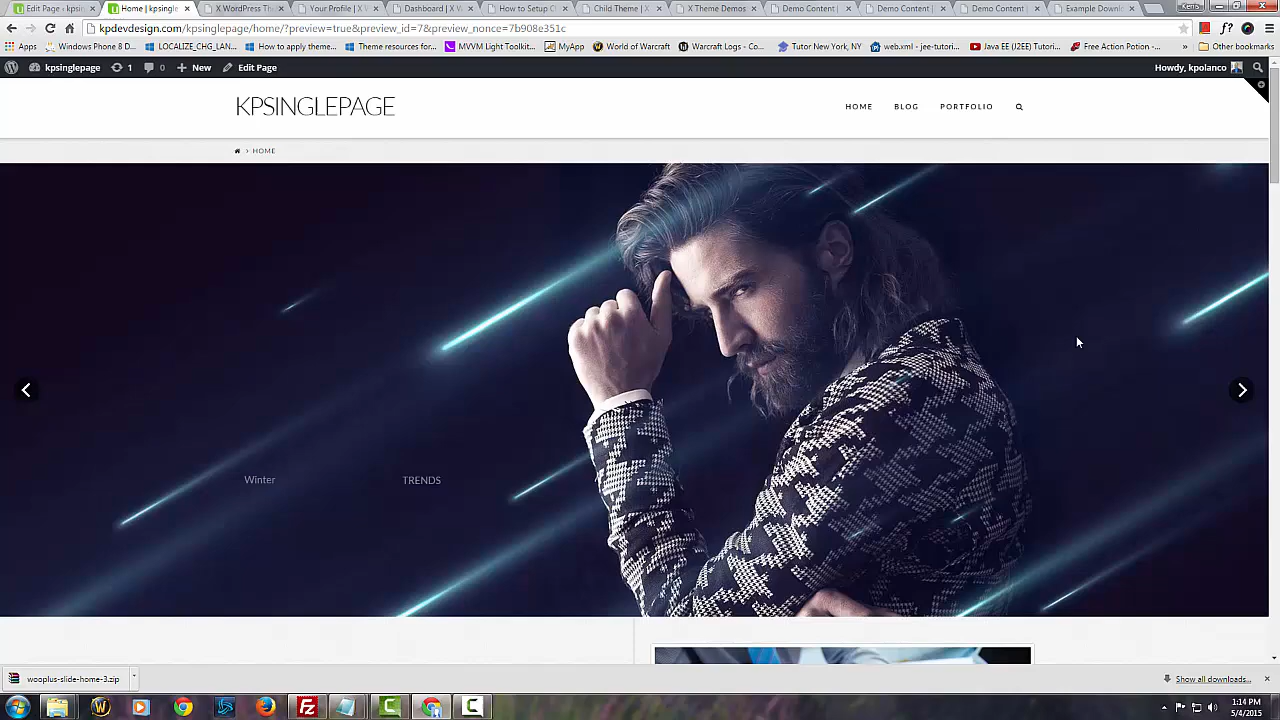 Edit Page ‹ kpsin
Home | kpsingle
X WordPress Th
Your Profile | X V
Dashboard | X V
How to Setup C
Child Theme | X
X Theme Demos
Demo Content |
Demo Content |
Demo Content |
Example Downl
Kenis
kpdevdesign.com/kpsinglepage/home/?preview=true&preview_id=7&preview_nonce=7b908e351c
Apps
Windows Phone 8 D
LOCALIZE_CHG_LAN
How to apply theme
Theme resources for
MVVM-Light Toolkit
MyApp
World of Warcraft
Warcraft Logs - Co
Tutor New York, NY
web.xml - jee-tutori
Java EE (J2EE) Tutori
Free Action Potion
»
Other bookmarks
kpsinglepage
1
0
New
Edit Page
Howdy, kpolanco
KPSINGLEPAGE
HOME
BLOG
PORTFOLIO
HOME
Winter
TRENDS
wooplus-slide-home-3.zip
Show all downloads...
1:14 PM
5/4/2015